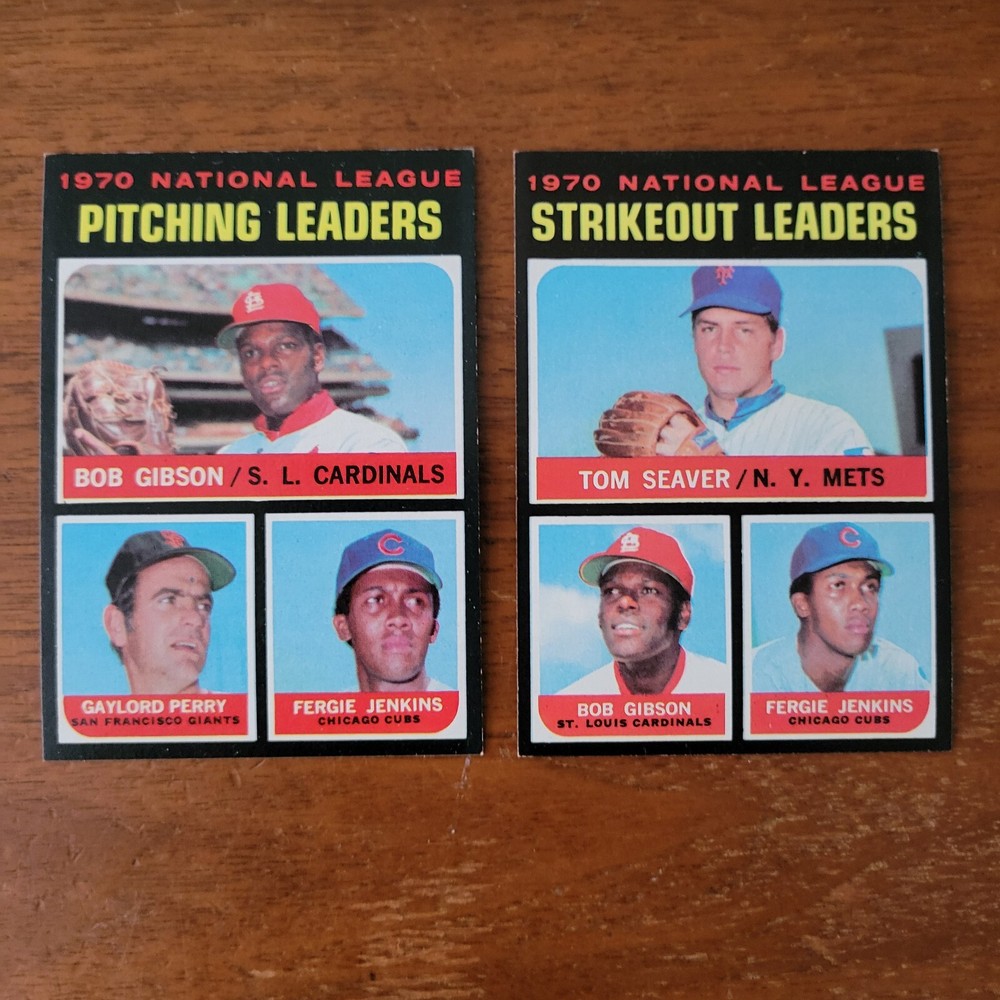 1970 NATIONAL LEAGUE
PITCHING LEADERS
BOB GIBSON / S. L. CARDINALS
GAYLORD PERRY
SAN FRANCISCO GIANTS
FERGIE JENKINS
CHICAGO CUBS
1970 NATIONAL LEAGUE
STRIKEOUT LEADERS
TOM SEAVER / N. Y. METS
BOB GIBSON
ST. LOUIS CARDINALS
FERGIE JENKINS
CHICAGO CUBS